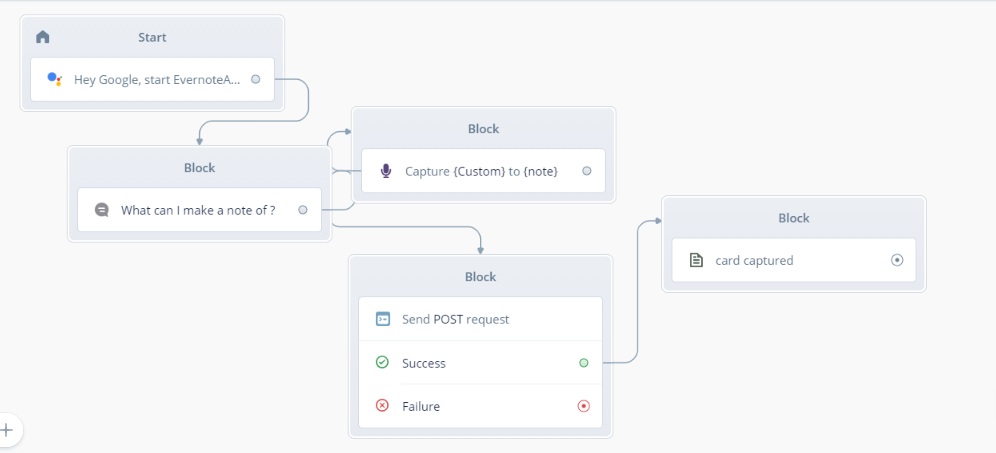 Start
Hey Google, start EvernoteA...
Block
What can I make a note of ?
Block
Capture {Custom} to {note}
Block
Send POST request
Success
Failure
Block
card captured